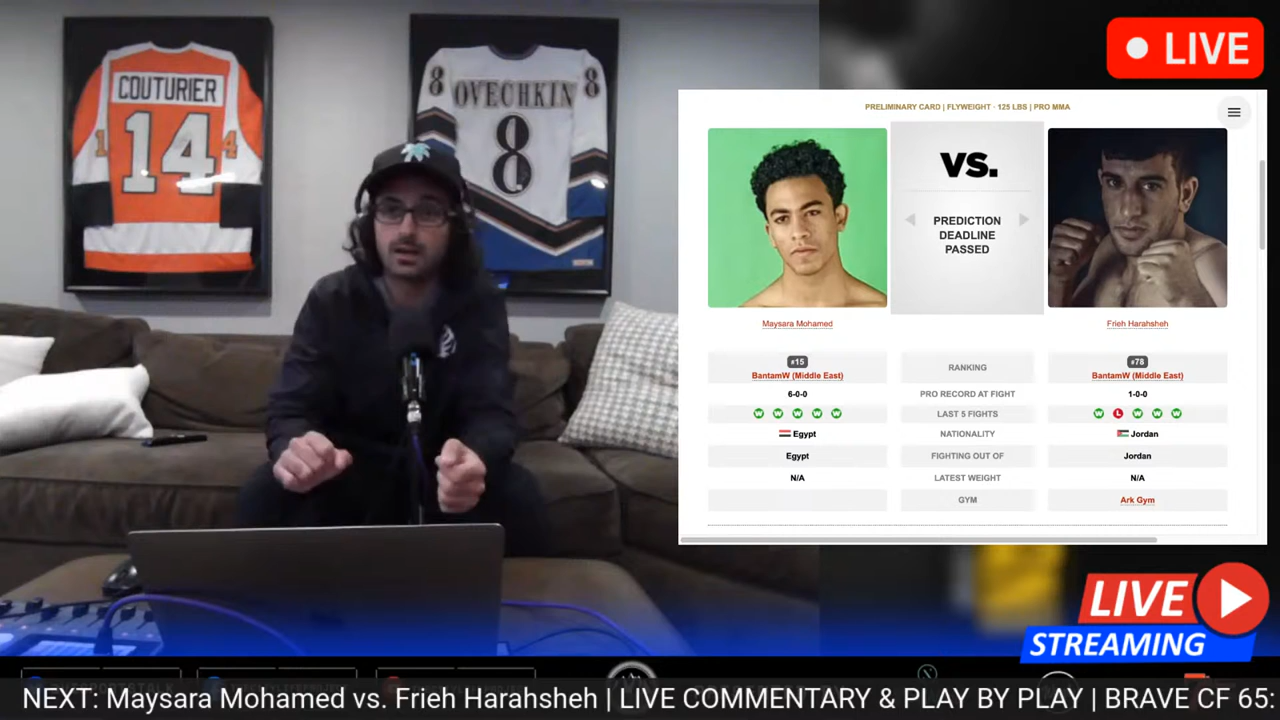 COUTURIER
14
1
4
8
8
OVECHKIN
8
LIVE
PRELIMINARY CARD | FLYWEIGHT · 125 LBS | PRO MMA
VS.
PREDICTION
DEADLINE
PASSED
Maysara Mohamed
Frieh Harahsheh
#15
RANKING
#78
BantamW (Middle East)
BantamW (Middle East)
6-0-0
PRO RECORD AT FIGHT
1-0-0
W W W W W
LAST 5 FIGHTS
W L W W W
Egypt
NATIONALITY
Jordan
Egypt
FIGHTING OUT OF
Jordan
N/A
LATEST WEIGHT
N/A
GYM
Ark Gym
LIVE
STREAMING
NEXT: Maysara Mohamed vs. Frieh Harahsheh | LIVE COMMENTARY & PLAY BY PLAY | BRAVE CF 65: